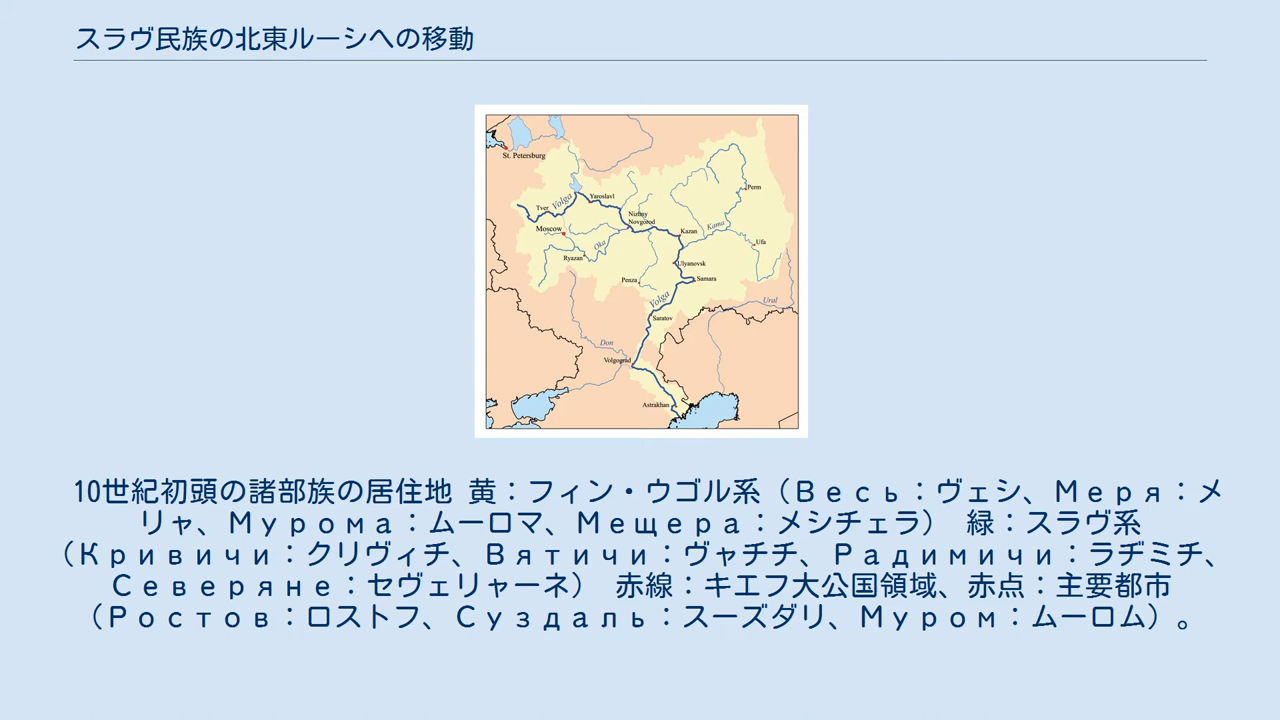 スラヴ民族の北東ルーシへの移動
St. Petersburg
Tver
Volga
Yaroslavl
Nizhny
Novgorod
Moscow
Oka
Ryazan
Kazan
Kama
Perm
Ufa
Ulyanovsk
Penza
Samara
Volga
Saratov
Ural
Don
Volgograd
Astrakhan
10世紀初頭の諸部族の居住地 黄：フィン・ウゴル系（Ｂｅｓь：ヴェシ、Меря：メ
リャ、Мурома：ムーロマ、Мещера：メシチェラ） 緑：スラヴ系
（Кривичи：クリヴィチ、Вятичи：ヴャチチ、Радимичи：ラヂミチ、
Северяне：セヴェリャーネ） 赤線：キエフ大公国領域、赤点：主要都市
（Ростов：ロストフ、Суздаль：スーズダリ、Муром：ムーロム）。